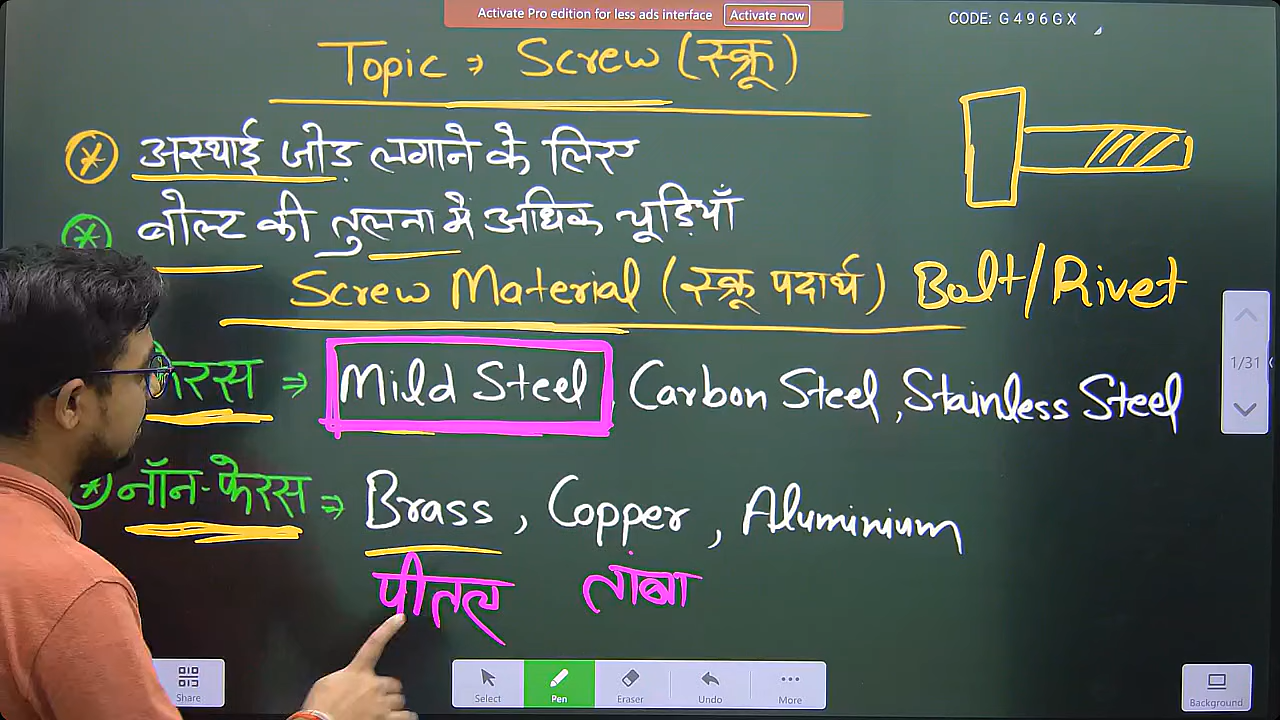 Activate Pro edition for less ads interface Activate now
CODE: G 4 9 6 G X
Topic → Screw (स्क्रू)
अस्थाई जोड़ लगाने के लिए
बोल्ट की तुलना में अधिक चूड़ियाँ
Screw Material (स्क्रू पदार्थ) Bolt/Rivet
फेरस ⇒ Mild Steel, Carbon Steel, Stainless Steel
नॉन-फेरस ⇒ Brass, Copper, Aluminium
पीतल तांबा
1/31
Share
Select
Pen
Eraser
Undo
More
Background